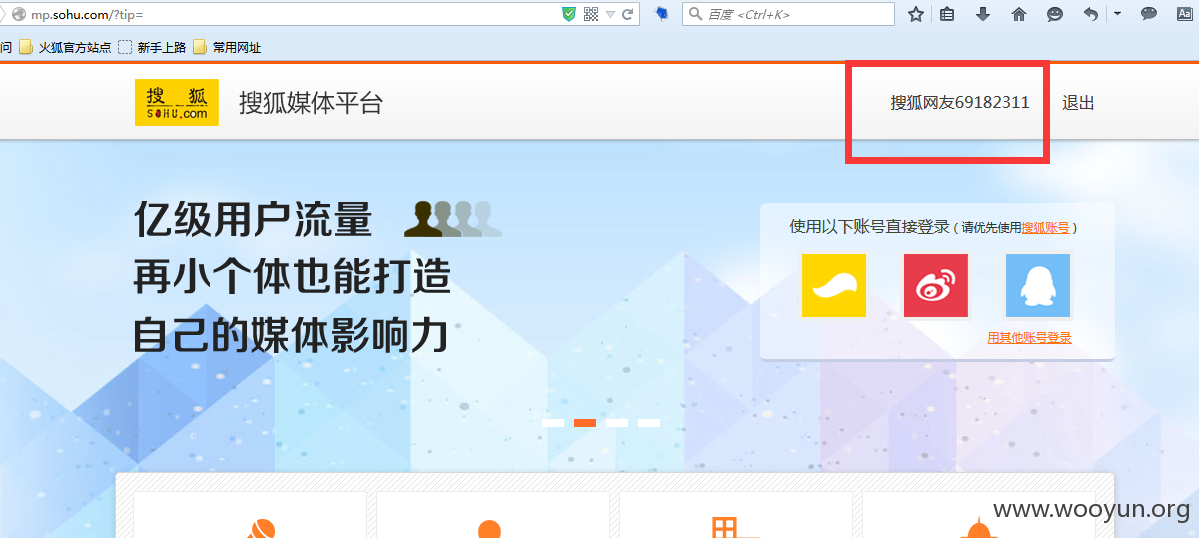 mp.sohu.com/?tip=
百度 <Ctrl+K>
Aa
问 火狐官方站点 新手上路 常用网址
搜狐
SOHU.com
搜狐媒体平台
搜狐网友69182311 退出
亿级用户流量
再小个体也能打造
自己的媒体影响力
使用以下账号直接登录 ( 请优先使用搜狐账号 )
用其他账号登录
www.wooyun.org